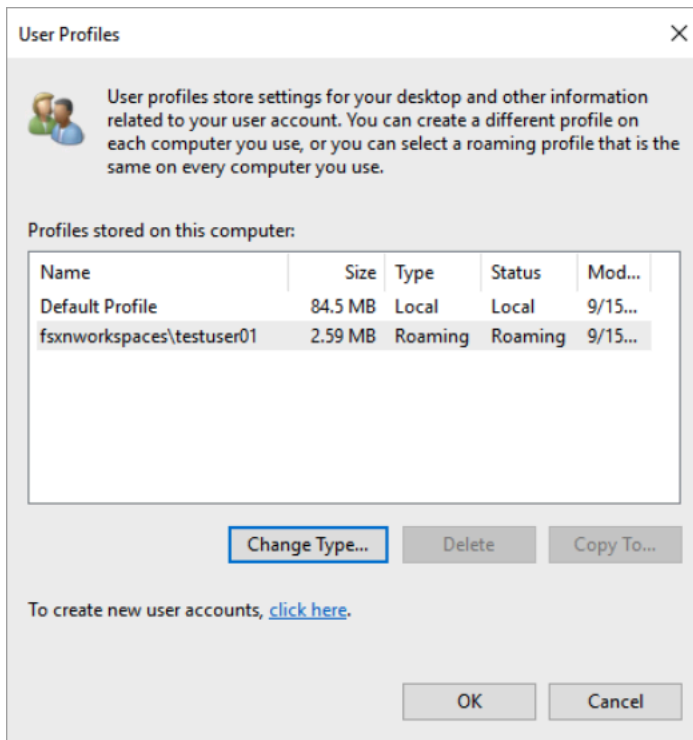 User Profiles
User profiles store settings for your desktop and other information
related to your user account. You can create a different profile on
each computer you use, or you can select a roaming profile that is the
same on every computer you use.
Profiles stored on this computer:
Name Size Type Status Mod...
Default Profile 84.5 MB Local Local 9/15...
fsxnworkspaces\testuser01 2.59 MB Roaming Roaming 9/15...
Change Type... Delete Copy To...
To create new user accounts, click here.
OK Cancel